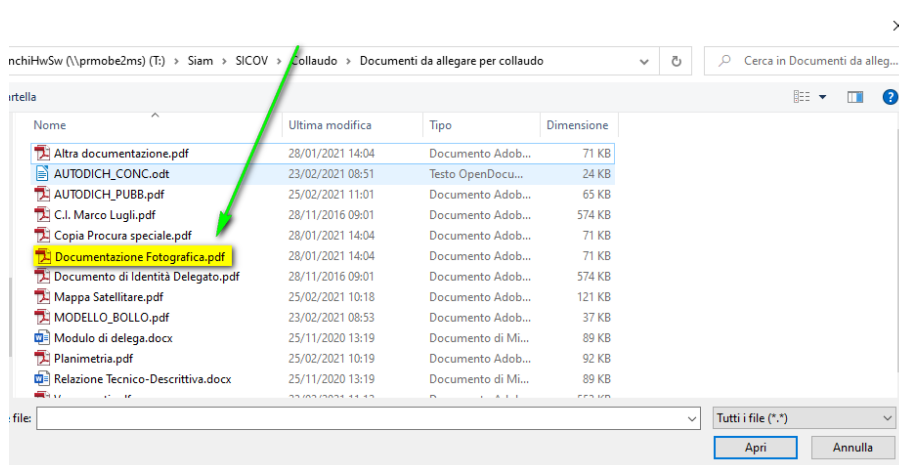 nchiHwSw (\\prmobe2ms) (T:) > Siam > SICOV > Collaudo > Documenti da allegare per collaudo
Cerca in Documenti da alleg...
rtella
Nome Ultima modifica Tipo Dimensione
Altra documentazione.pdf 28/01/2021 14:04 Documento Adob... 71 KB
AUTODICH_CONC.odt 23/02/2021 08:51 Testo OpenDocu... 24 KB
AUTODICH_PUBB.pdf 25/02/2021 11:01 Documento Adob... 65 KB
C.I. Marco Lugli.pdf 28/11/2016 09:01 Documento Adob... 574 KB
Copia Procura speciale.pdf 28/01/2021 14:04 Documento Adob... 71 KB
Documentazione Fotografica.pdf 28/01/2021 14:04 Documento Adob... 71 KB
Documento di Identità Delegato.pdf 28/11/2016 09:01 Documento Adob... 574 KB
Mappa Satellitare.pdf 25/02/2021 10:18 Documento Adob... 121 KB
MODELLO_BOLLO.pdf 23/02/2021 08:53 Documento Adob... 37 KB
Modulo di delega.docx 25/11/2020 13:19 Documento di Mi... 89 KB
Planimetria.pdf 25/02/2021 10:19 Documento Adob... 92 KB
Relazione Tecnico-Descrittiva.docx 25/11/2020 13:19 Documento di Mi... 89 KB
file:
Tutti i file (*.*)
Apri Annulla